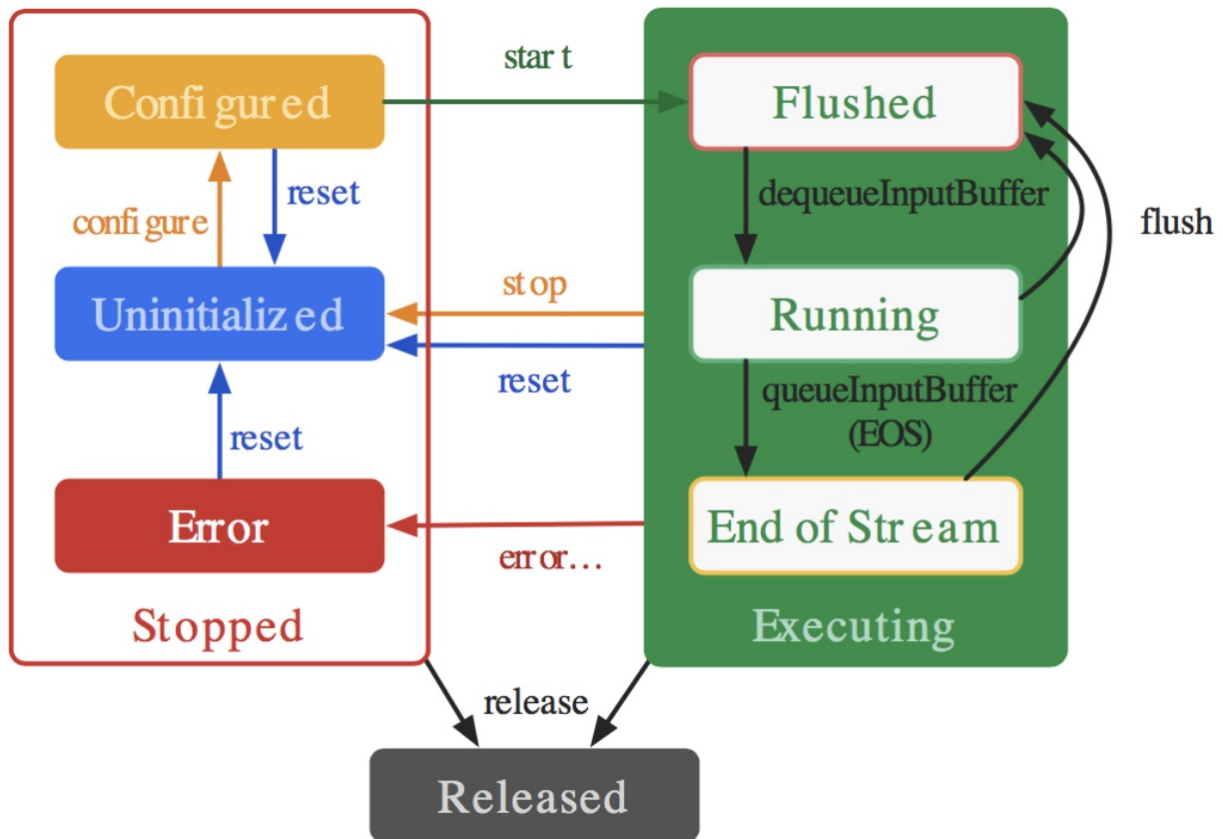 start
Configured
Flushed
reset
dequeueInputBuffer
configure
flush
stop
Uninitialized
Running
reset
queueInputBuffer
(EOS)
reset
Error
End of Stream
error...
Stopped
Executing
release
Released